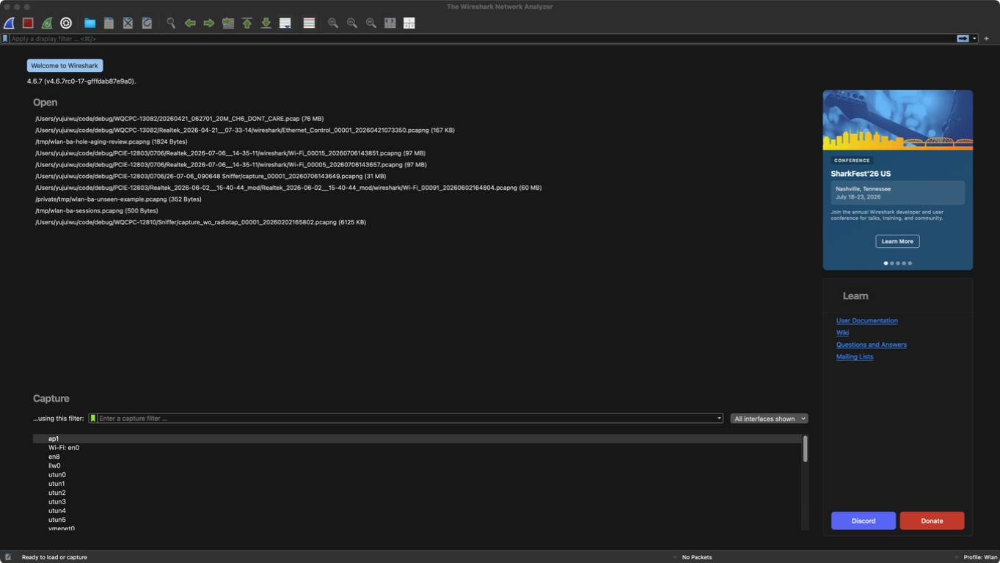 The Wireshark Network Analyzer
Apply a display filter ... <⌘/>
Welcome to Wireshark
4.6.7 (v4.6.7rc0-17-gfffdab87e9a0).
Open
/Users/yujuiwu/code/debug/WQCPC-13082/20260421_062701_20M_CH6_DONT_CARE.pcap (76 MB)
/Users/yujuiwu/code/debug/WQCPC-13082/Realtek_2026-04-21__07-33-14/wireshark/Ethernet_Control_00001_20260421073350.pcapng (167 KB)
/tmp/wlan-ba-hole-aging-review.pcapng (1824 Bytes)
/Users/yujuiwu/code/debug/PCIE-12803/0706/Realtek_2026-07-06__14-35-11/wireshark/Wi-Fi_00015_20260706143851.pcapng (97 MB)
/Users/yujuiwu/code/debug/PCIE-12803/0706/Realtek_2026-07-06__14-35-11/wireshark/Wi-Fi_00005_20260706143657.pcapng (97 MB)
/Users/yujuiwu/code/debug/PCIE-12803/0706/26-07-06_090648 Sniffer/capture_00001_20260706143649.pcapng (31 MB)
/Users/yujuiwu/code/debug/PCIE-12803/Realtek_2026-06-02__15-40-44_mod/Realtek_2026-06-02__15-40-44_mod/wireshark/Wi-Fi_00091_20260602164804.pcapng (60 MB)
/private/tmp/wlan-ba-unseen-example.pcapng (352 Bytes)
/tmp/wlan-ba-sessions.pcapng (500 Bytes)
/Users/yujuiwu/code/debug/WQCPC-12810/Sniffer/capture_wo_radiotap_00001_20260202165802.pcapng (6125 KB)
CONFERENCE
SharkFest'26 US
Nashville, Tennessee
July 18-23, 2026
Join the annual Wireshark developer and user
conference for talks, training, and community.
Learn More
Learn
User Documentation
Wiki
Questions and Answers
Mailing Lists
Capture
...using this filter:
Enter a capture filter ...
All interfaces shown
ap1
Wi-Fi: en0
en8
llw0
utun0
utun1
utun2
utun3
utun4
utun5
vmenet0
Discord
Donate
Ready to load or capture
No Packets
Profile: Wlan